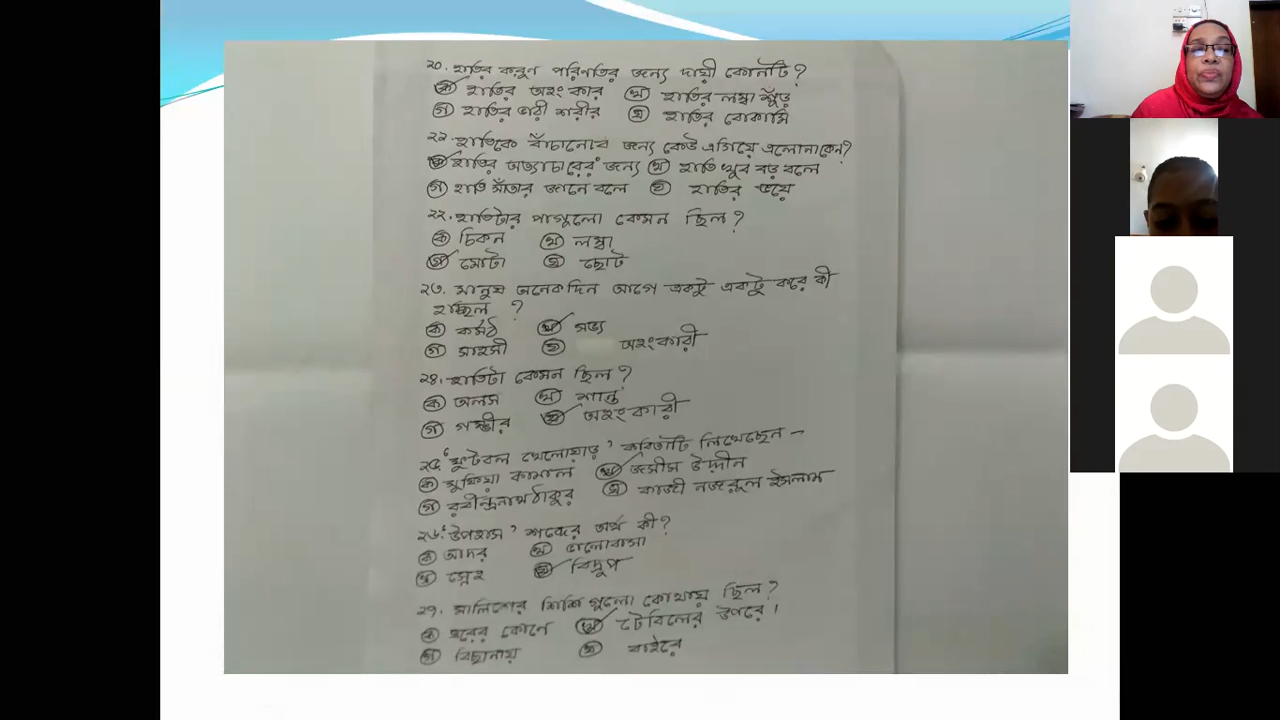 ২০. হাতির করুণ পরিণতির জন্য দায়ী কোনটি?
ক হাতির অহংকার খ হাতির লম্বা শুঁড়
গ হাতির ভারী শরীর ঘ হাতির বোকামি
২১. হাতিকে বাঁচানোর জন্য কেউ এগিয়ে এলোনা কেন?
ক হাতির অত্যাচারের জন্য খ হাতি খুব বড় বলে
গ হাতি সাঁতার জানে বলে ঘ হাতির ভয়ে
২২. হাতিটার পাগুলো কেমন ছিল?
ক চিকন খ লম্বা
গ মোটা ঘ ছোট
২৩. মানুষ অনেকদিন আগে একটু একটু করে কী
হচ্ছিল ?
ক কর্মঠ খ সভ্য
গ সাহসী ঘ অহংকারী
২৪. হাতিটা কেমন ছিল?
ক অলস খ শান্ত
গ গম্ভীর ঘ অহংকারী
২৫. 'ফুটবল খেলোয়াড়' কবিতাটি লিখেছেন –
ক সুফিয়া কামাল খ জসীম উদ্দীন
গ রবীন্দ্রনাথ ঠাকুর ঘ কাজী নজরুল ইসলাম
২৬. 'উপহাস' শব্দের অর্থ কী?
ক আদর খ ভালোবাসা
গ স্নেহ ঘ বিদ্রুপ
২৭. মালিশের শিশি গুলো কোথায় ছিল?
ক ঘরের কোণে খ টেবিলের উপরে।
গ বিছানায় ঘ বাইরে